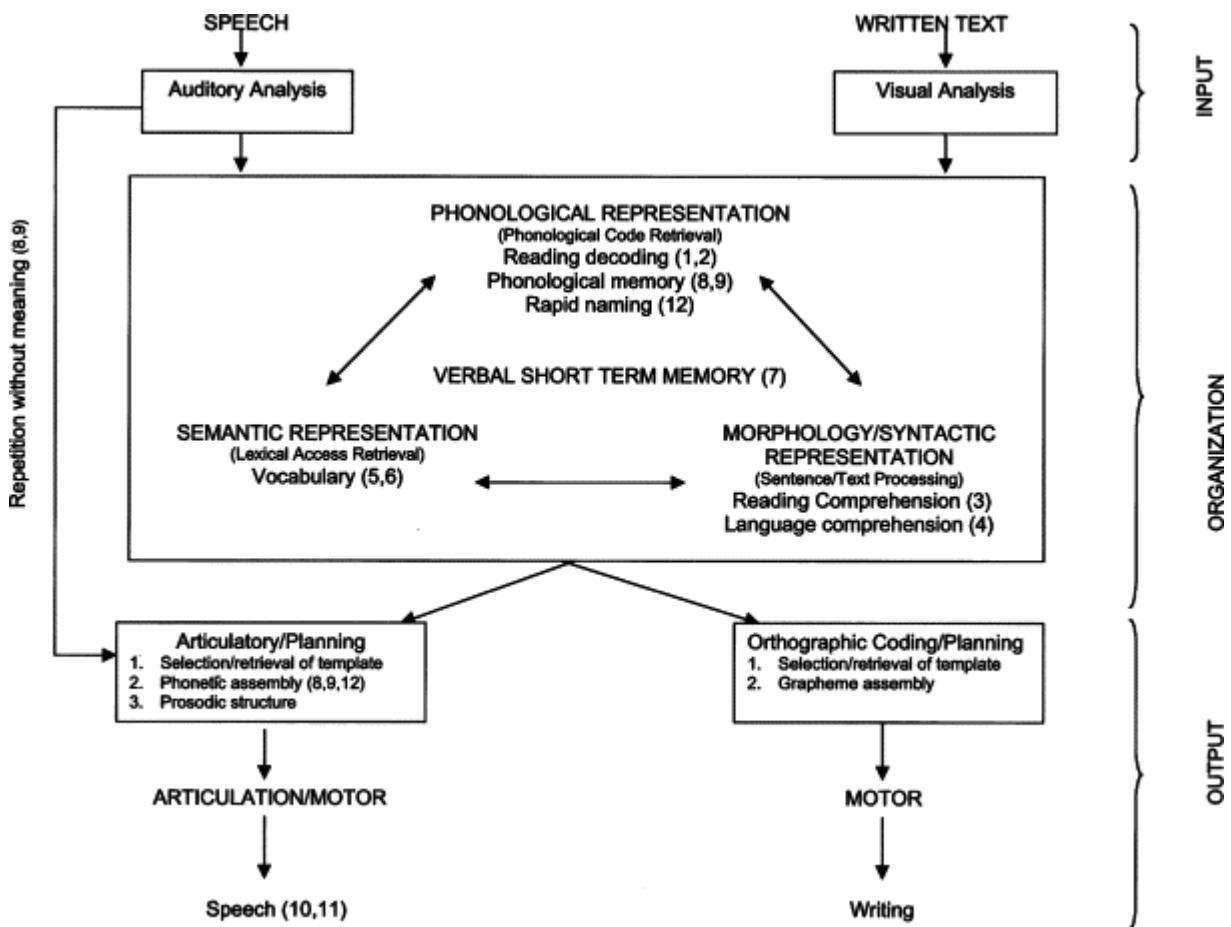 SPEECH
WRITTEN TEXT
Auditory Analysis
Visual Analysis
INPUT
Repetition without meaning (8,9)
PHONOLOGICAL REPRESENTATION
(Phonological Code Retrieval)
Reading decoding (1,2)
Phonological memory (8,9)
Rapid naming (12)
VERBAL SHORT TERM MEMORY (7)
SEMANTIC REPRESENTATION
(Lexical Access Retrieval)
Vocabulary (5,6)
MORPHOLOGY/SYNTACTIC
REPRESENTATION
(Sentence/Text Processing)
Reading Comprehension (3)
Language comprehension (4)
ORGANIZATION
Articulatory/Planning
1. Selection/retrieval of template
2. Phonetic assembly (8,9,12)
3. Prosodic structure
Orthographic Coding/Planning
1. Selection/retrieval of template
2. Grapheme assembly
OUTPUT
ARTICULATION/MOTOR
MOTOR
Speech (10,11)
Writing